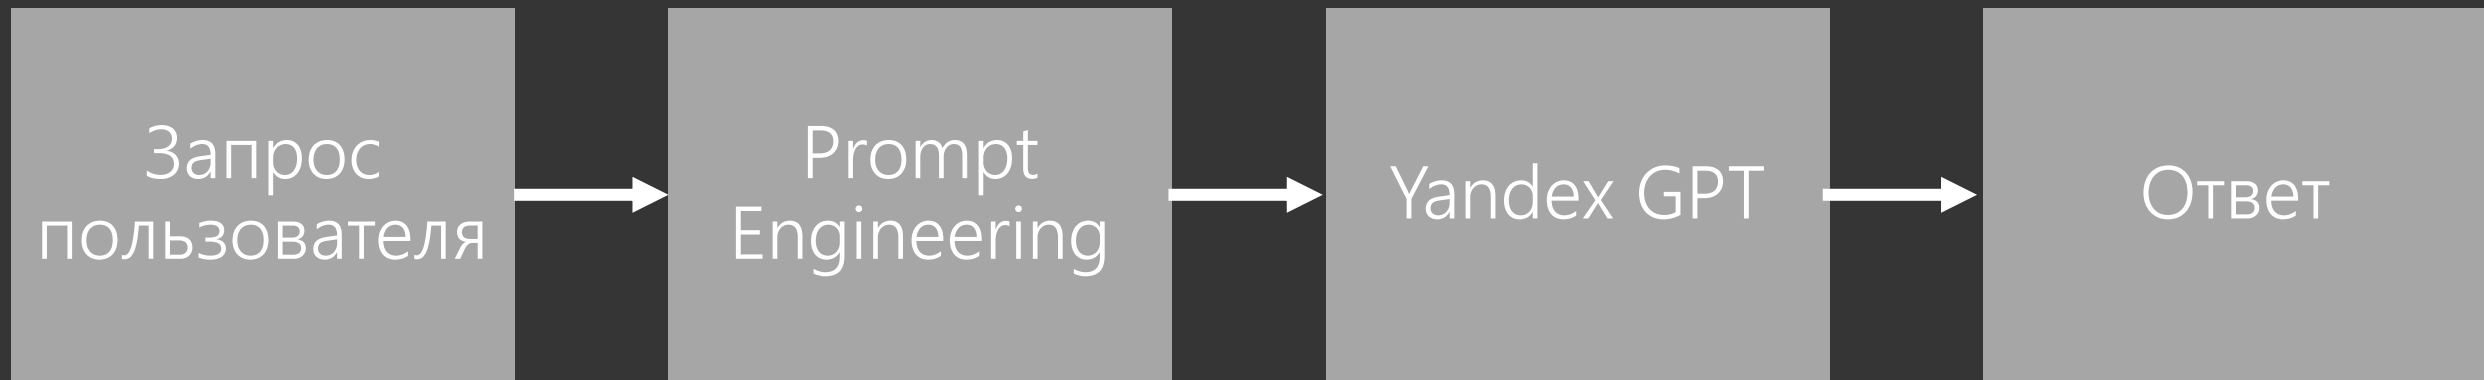 Запрос
пользователя
Prompt
Engineering
Yandex GPT
Ответ